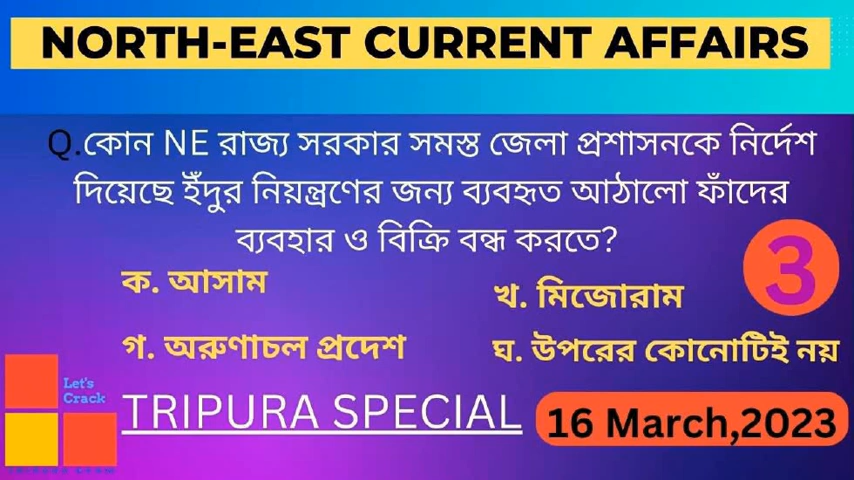 NORTH-EAST CURRENT AFFAIRS
Q.কোন NE রাজ্য সরকার সমস্ত জেলা প্রশাসনকে নির্দেশ
দিয়েছে ইঁদুর নিয়ন্ত্রণের জন্য ব্যবহৃত আঠালো ফাঁদের
ব্যবহার ও বিক্রি বন্ধ করতে?
3
ক. আসাম
খ. মিজোরাম
গ. অরুণাচল প্রদেশ
ঘ. উপরের কোনোটিই নয়
Let's
Crack
TRIPURA SPECIAL
16 March,2023